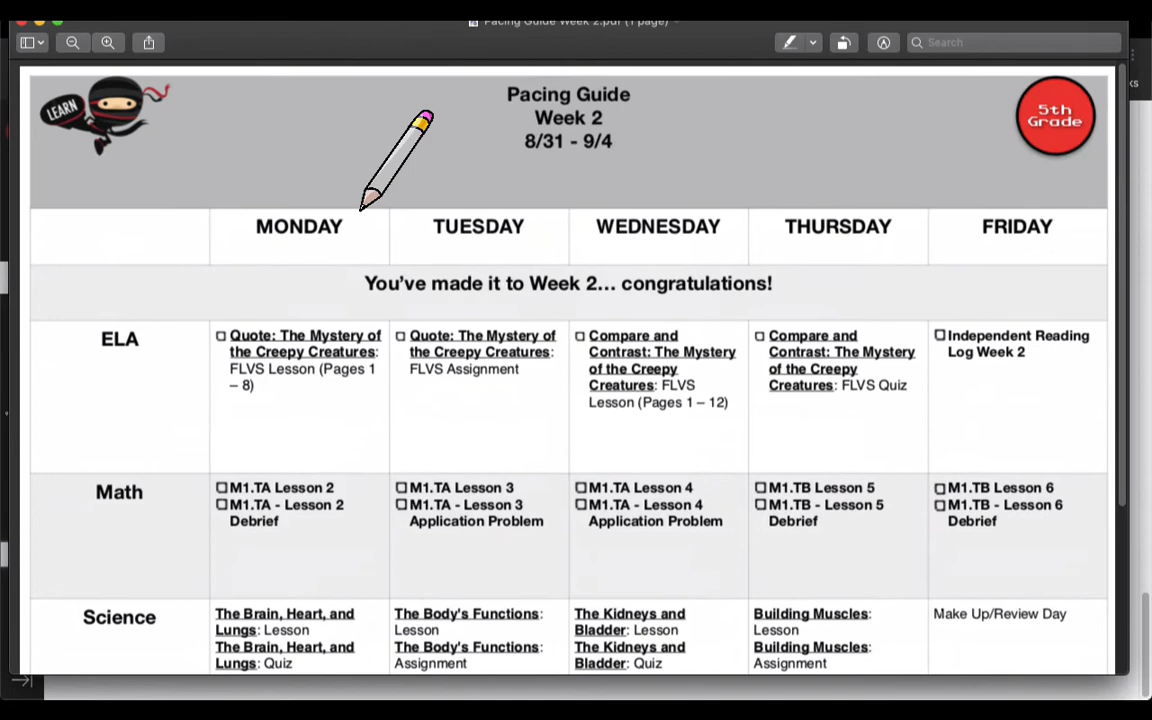 Pacing Guide Week 2.pdf (1 page)
Search
LEARN
Pacing Guide
Week 2
8/31 - 9/4
5th
Grade
MONDAY TUESDAY WEDNESDAY THURSDAY FRIDAY
You've made it to Week 2... congratulations!
ELA
Quote: The Mystery of
the Creepy Creatures:
FLVS Lesson (Pages 1
– 8)
Quote: The Mystery of
the Creepy Creatures:
FLVS Assignment
Compare and
Contrast: The Mystery
of the Creepy
Creatures: FLVS
Lesson (Pages 1 – 12)
Compare and
Contrast: The Mystery
of the Creepy
Creatures: FLVS Quiz
Independent Reading
Log Week 2
Math
M1.TA Lesson 2
M1.TA - Lesson 2
Debrief
M1.TA Lesson 3
M1.TA - Lesson 3
Application Problem
M1.TA Lesson 4
M1.TA - Lesson 4
Application Problem
M1.TB Lesson 5
M1.TB - Lesson 5
Debrief
M1.TB Lesson 6
M1.TB - Lesson 6
Debrief
Science
The Brain, Heart, and
Lungs: Lesson
The Brain, Heart, and
Lungs: Quiz
The Body's Functions:
Lesson
The Body's Functions:
Assignment
The Kidneys and
Bladder: Lesson
The Kidneys and
Bladder: Quiz
Building Muscles:
Lesson
Building Muscles:
Assignment
Make Up/Review Day